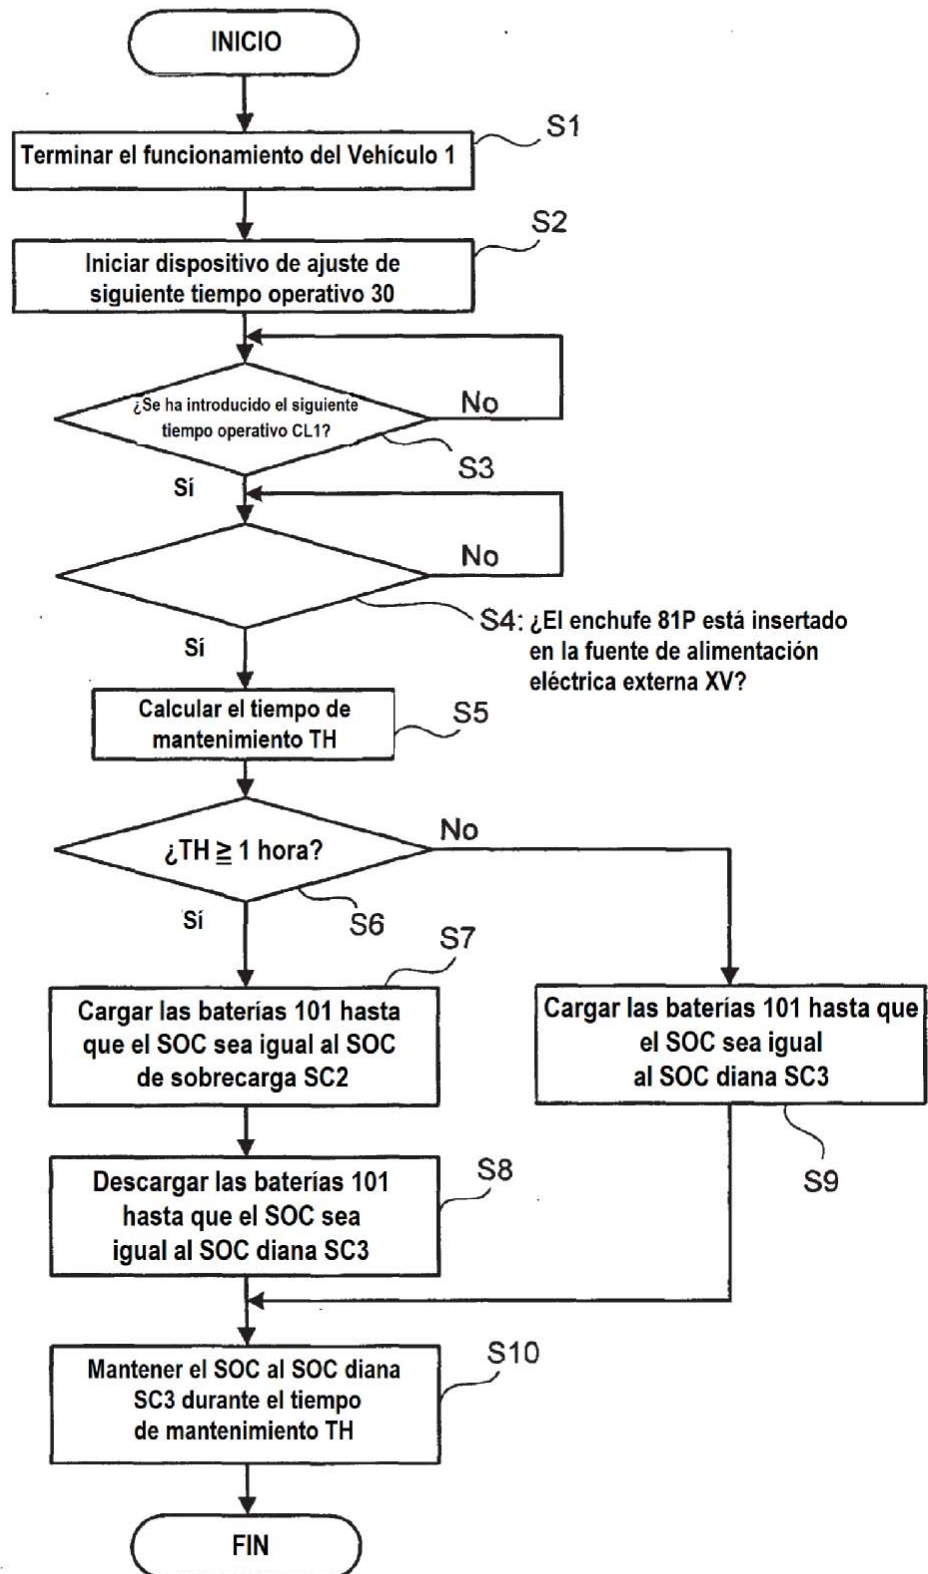 INICIO
S1
Terminar el funcionamiento del Vehículo 1
S2
Iniciar dispositivo de ajuste de
siguiente tiempo operativo 30
¿Se ha introducido el siguiente
tiempo operativo CL1?
No
S3
Sí
No
S4: ¿El enchufe 81P está insertado
en la fuente de alimentación
eléctrica externa XV?
Sí
Calcular el tiempo de
mantenimiento TH
S5
¿TH ≧ 1 hora?
No
S6
Sí
S7
Cargar las baterías 101 hasta
que el SOC sea igual al SOC
de sobrecarga SC2
Cargar las baterías 101 hasta que
el SOC sea igual
al SOC diana SC3
S9
Descargar las baterías 101
hasta que el SOC sea
igual al SOC diana SC3
S8
Mantener el SOC al SOC diana
SC3 durante el tiempo
de mantenimiento TH
S10
FIN